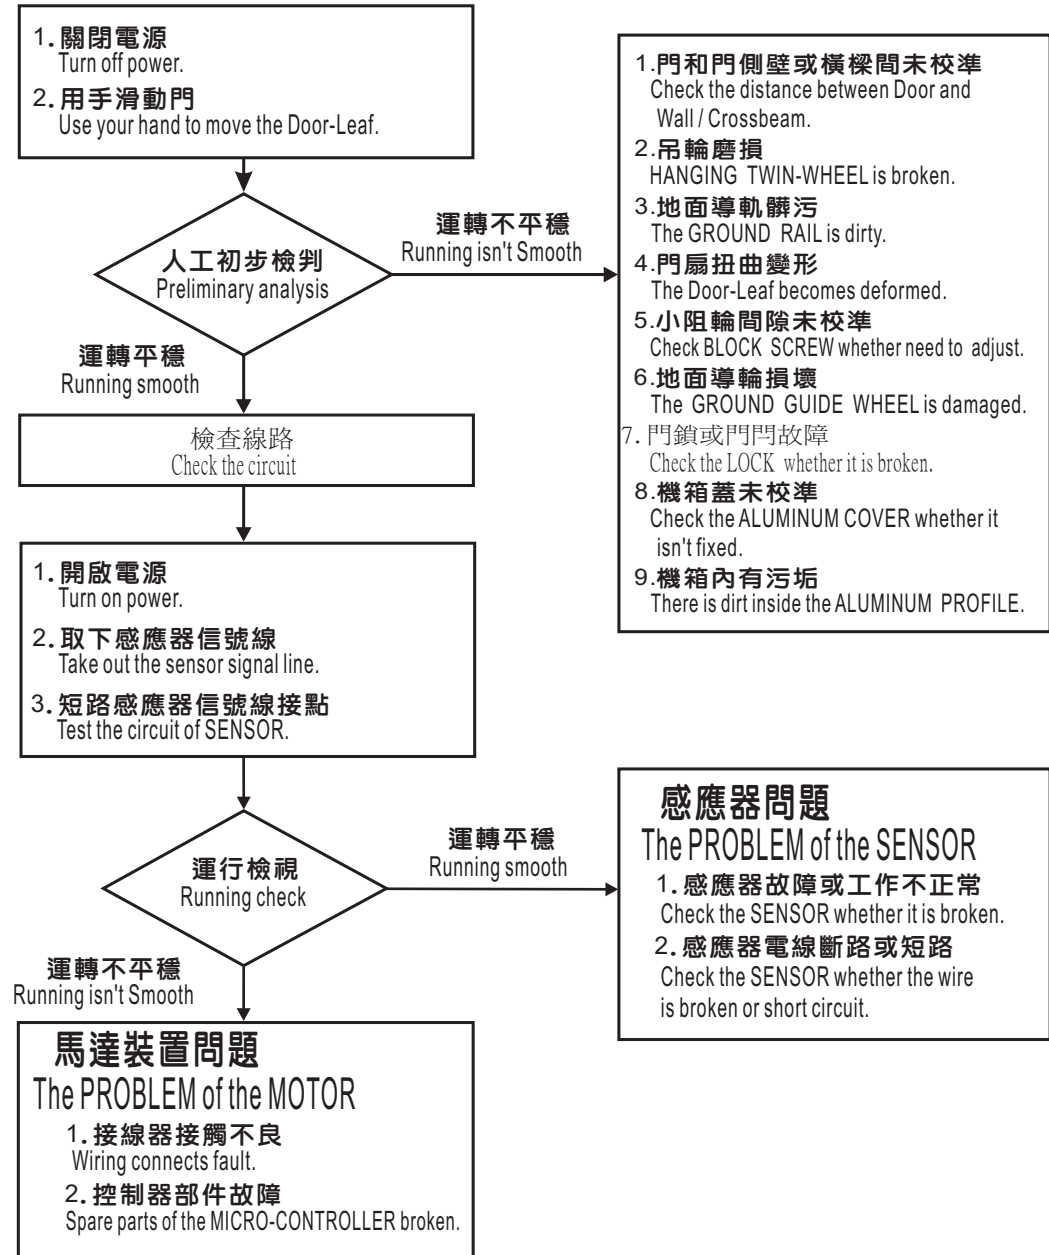 1.關閉電源
Turn off power.
2.用手滑動門
Use your hand to move the Door-Leaf.
人工初步檢判
Preliminary analysis
運轉不平穩
Running isn't Smooth
1.門和門側壁或橫樑間未校準
Check the distance between Door and
Wall / Crossbeam.
2.吊輪磨損
HANGING TWIN-WHEEL is broken.
3.地面導軌髒污
The GROUND RAIL is dirty.
4.門扇扭曲變形
The Door-Leaf becomes deformed.
5.小阻輪間隙未校準
Check BLOCK SCREW whether need to adjust.
6.地面導輪損壞
The GROUND GUIDE WHEEL is damaged.
7.門鎖或門閂故障
Check the LOCK whether it is broken.
8.機箱蓋未校準
Check the ALUMINUM COVER whether it
isn't fixed.
9.機箱內有污垢
There is dirt inside the ALUMINUM PROFILE.
運轉平穩
Running smooth
檢查線路
Check the circuit
1.開啟電源
Turn on power.
2.取下感應器信號線
Take out the sensor signal line.
3.短路感應器信號線接點
Test the circuit of SENSOR.
運行檢視
Running check
運轉平穩
Running smooth
感應器問題
The PROBLEM of the SENSOR
1.感應器故障或工作不正常
Check the SENSOR whether it is broken.
2.感應器電線斷路或短路
Check the SENSOR whether the wire
is broken or short circuit.
運轉不平穩
Running isn't Smooth
馬達裝置問題
The PROBLEM of the MOTOR
1.接線器接觸不良
Wiring connects fault.
2.控制器部件故障
Spare parts of the MICRO-CONTROLLER broken.